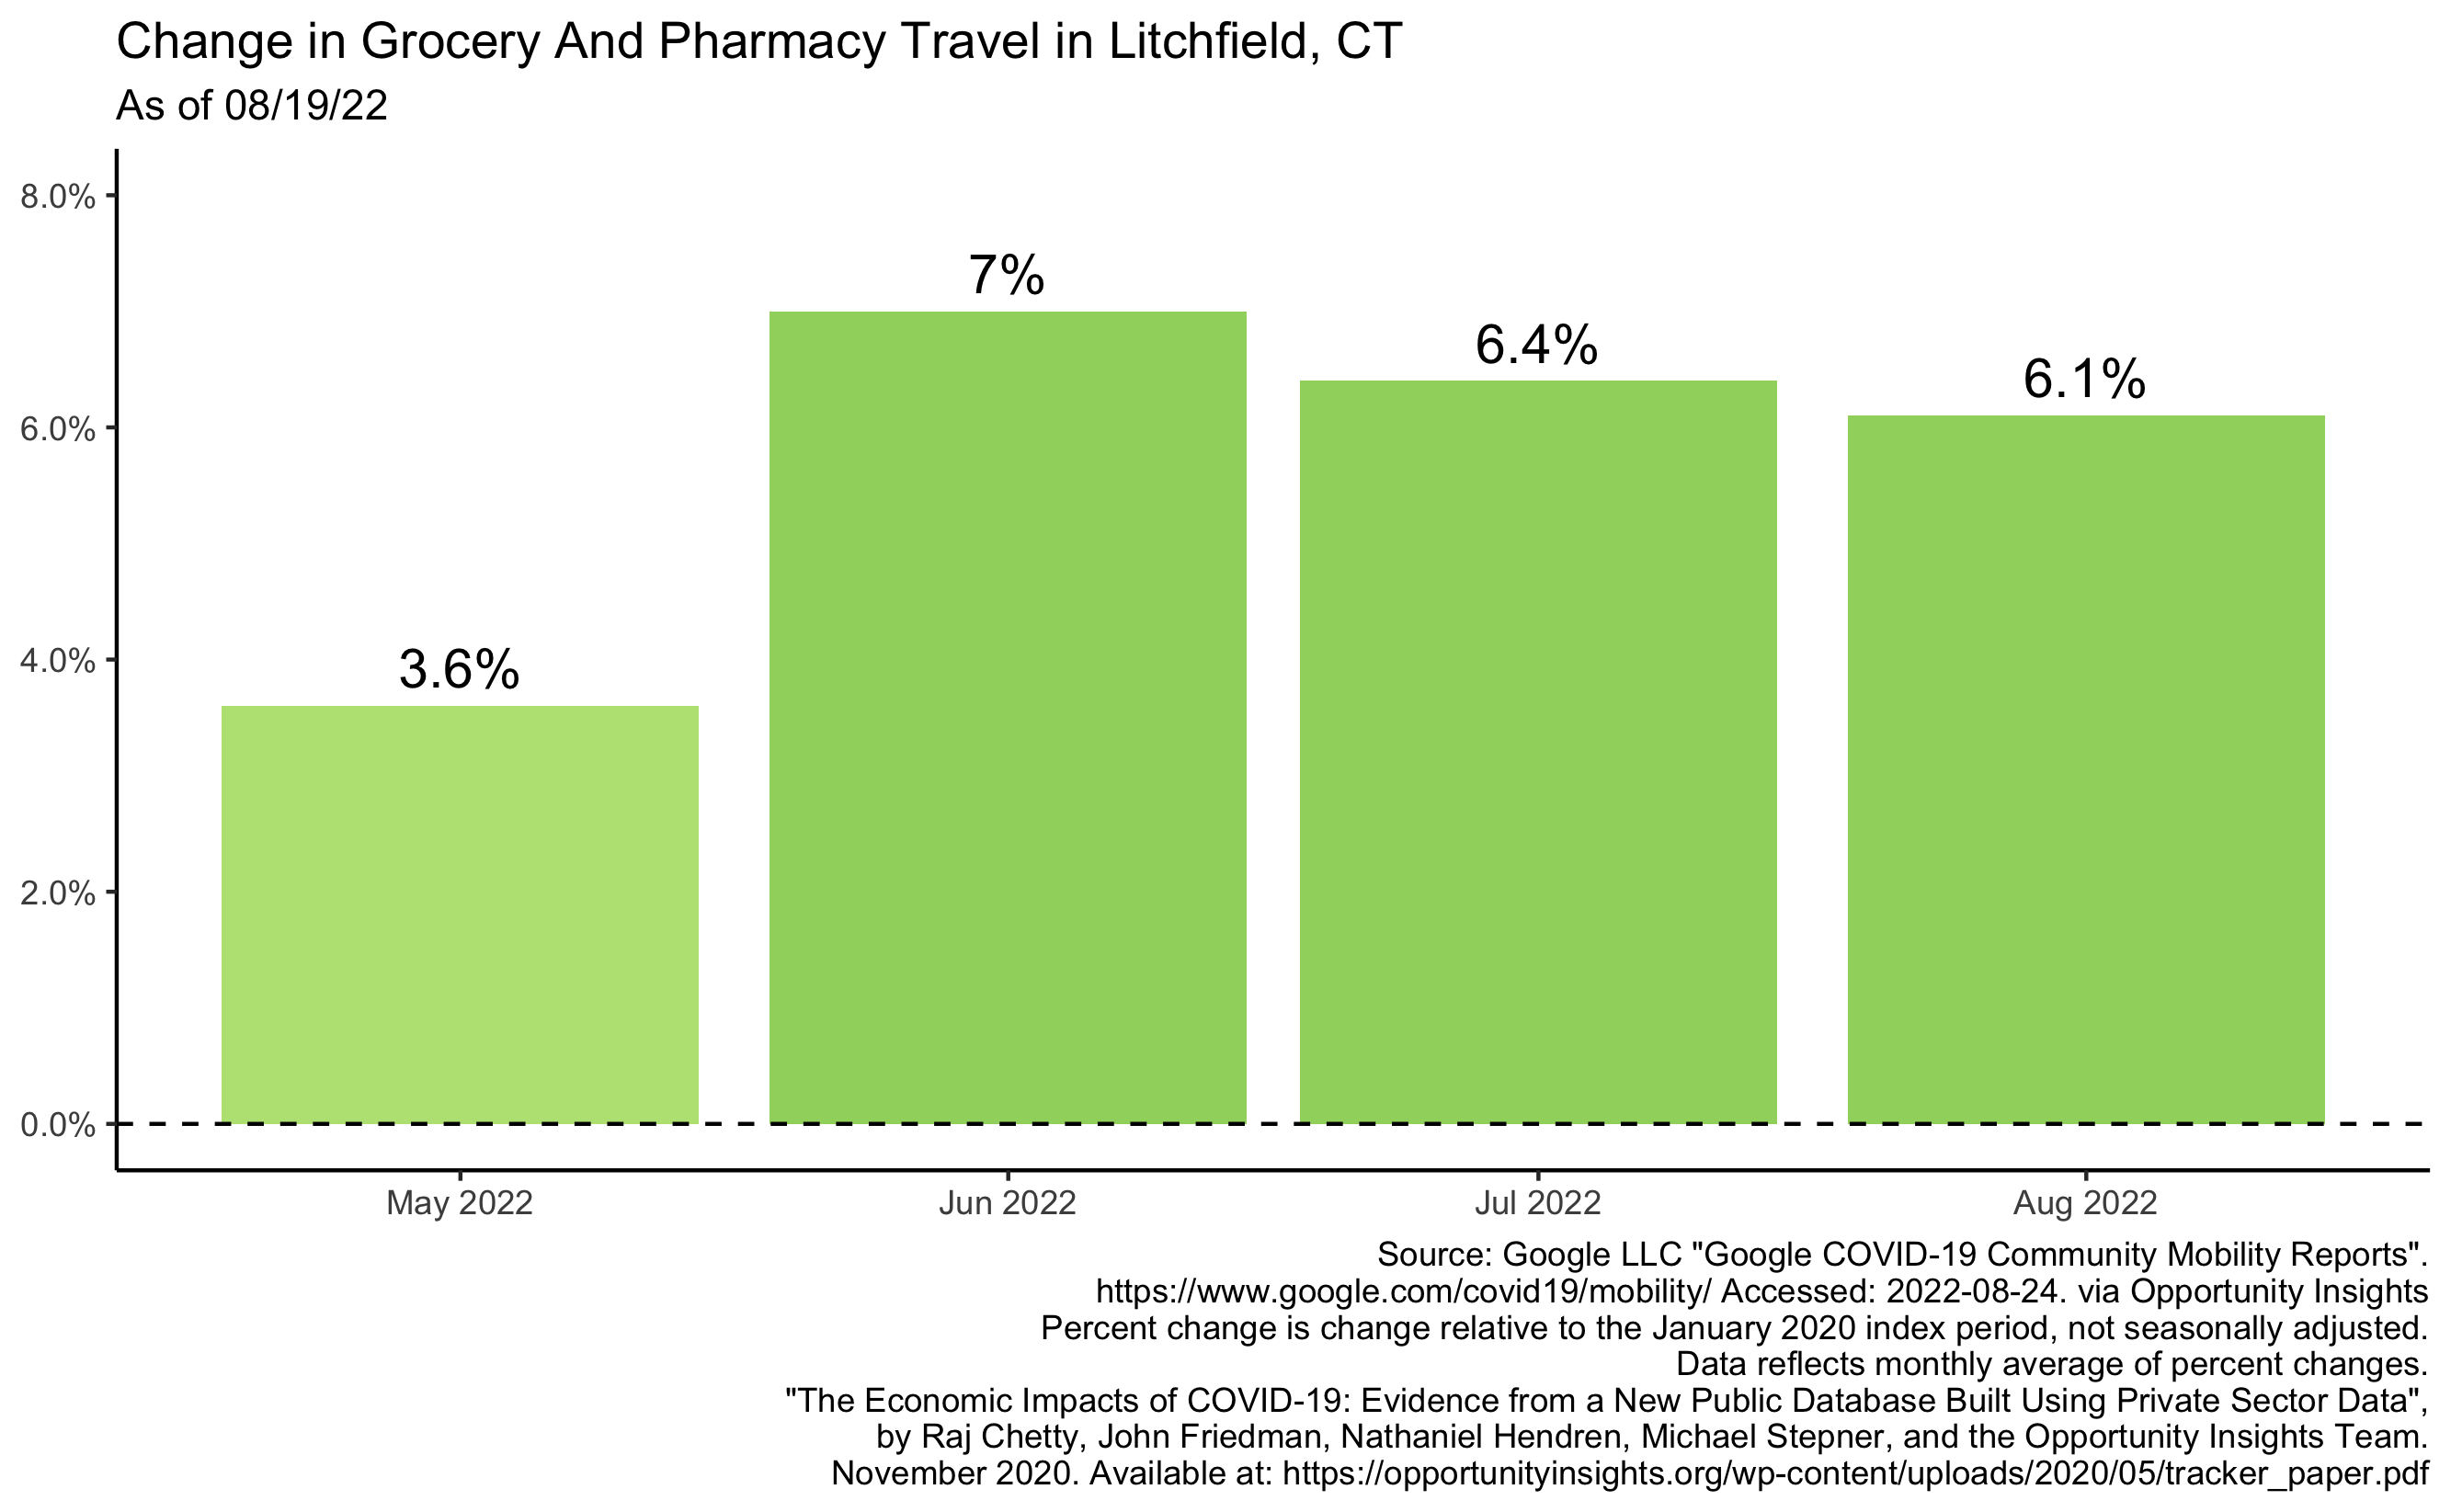 Change in Grocery And Pharmacy Travel in Litchfield, CT
As of 08/19/22
8.0%
6.0%
4.0%
2.0%
0.0%
3.6%
7%
6.4%
6.1%
May 2022
Jun 2022
Jul 2022
Aug 2022
Source: Google LLC "Google COVID-19 Community Mobility Reports".
https://www.google.com/covid19/mobility/ Accessed: 2022-08-24. via Opportunity Insights
Percent change is change relative to the January 2020 index period, not seasonally adjusted.
Data reflects monthly average of percent changes.
"The Economic Impacts of COVID-19: Evidence from a New Public Database Built Using Private Sector Data",
by Raj Chetty, John Friedman, Nathaniel Hendren, Michael Stepner, and the Opportunity Insights Team.
November 2020. Available at: https://opportunityinsights.org/wp-content/uploads/2020/05/tracker_paper.pdf